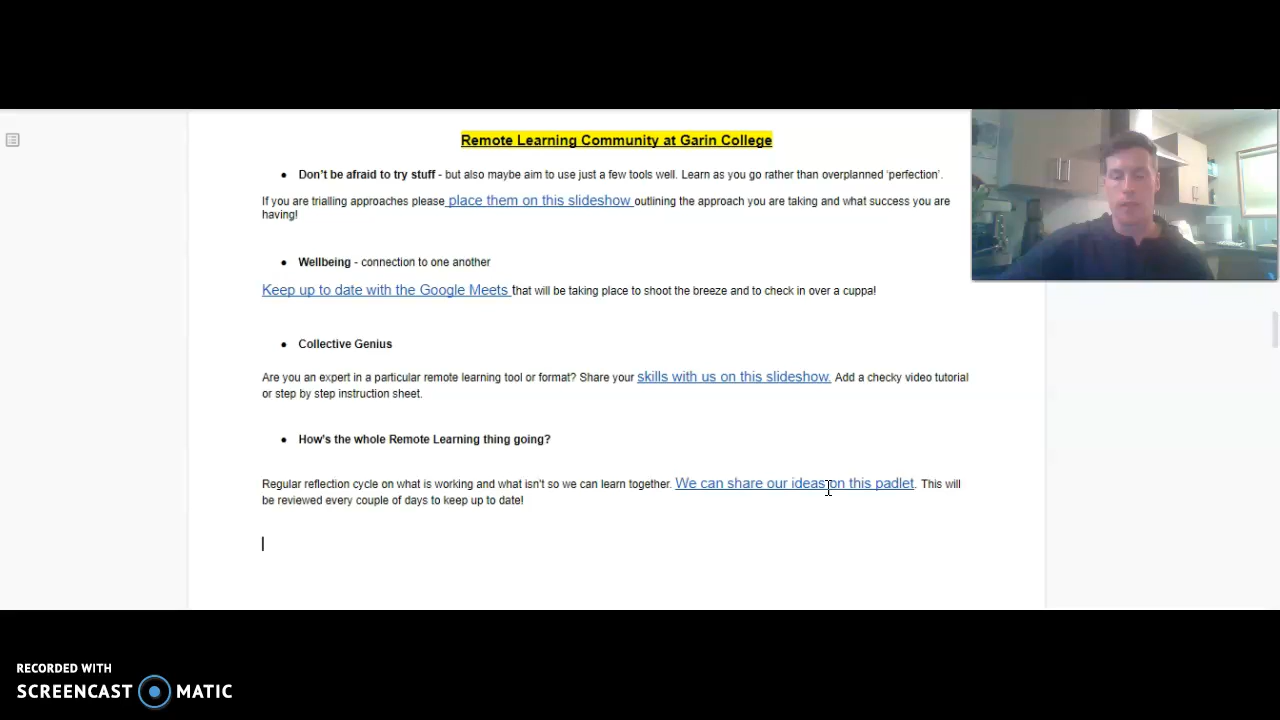 Remote Learning Community at Garin College
● Don't be afraid to try stuff - but also maybe aim to use just a few tools well. Learn as you go rather than overplanned 'perfection'.
If you are trialling approaches please place them on this slideshow outlining the approach you are taking and what success you are
having!
● Wellbeing - connection to one another
Keep up to date with the Google Meets that will be taking place to shoot the breeze and to check in over a cuppa!
● Collective Genius
Are you an expert in a particular remote learning tool or format? Share your skills with us on this slideshow. Add a checky video tutorial
or step by step instruction sheet.
● How's the whole Remote Learning thing going?
Regular reflection cycle on what is working and what isn't so we can learn together. We can share our ideas on this padlet. This will
be reviewed every couple of days to keep up to date!
RECORDED WITH
SCREENCAST MATIC